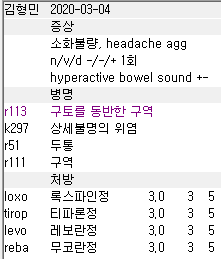 김형민 2020-03-04
증상
소화불량, headache agg
n/v/d -/-/+ 1회
hyperactive bowel sound +-
병명
r113 구토를 동반한 구역
k297 상세불명의 위염
r51 두통
r111 구역
처방
loxo 록스파인정 3,0 3 5
tirop 티파론정 3,0 3 5
levo 레보란정 3,0 3 5
reba 무코란정 3,0 3 5